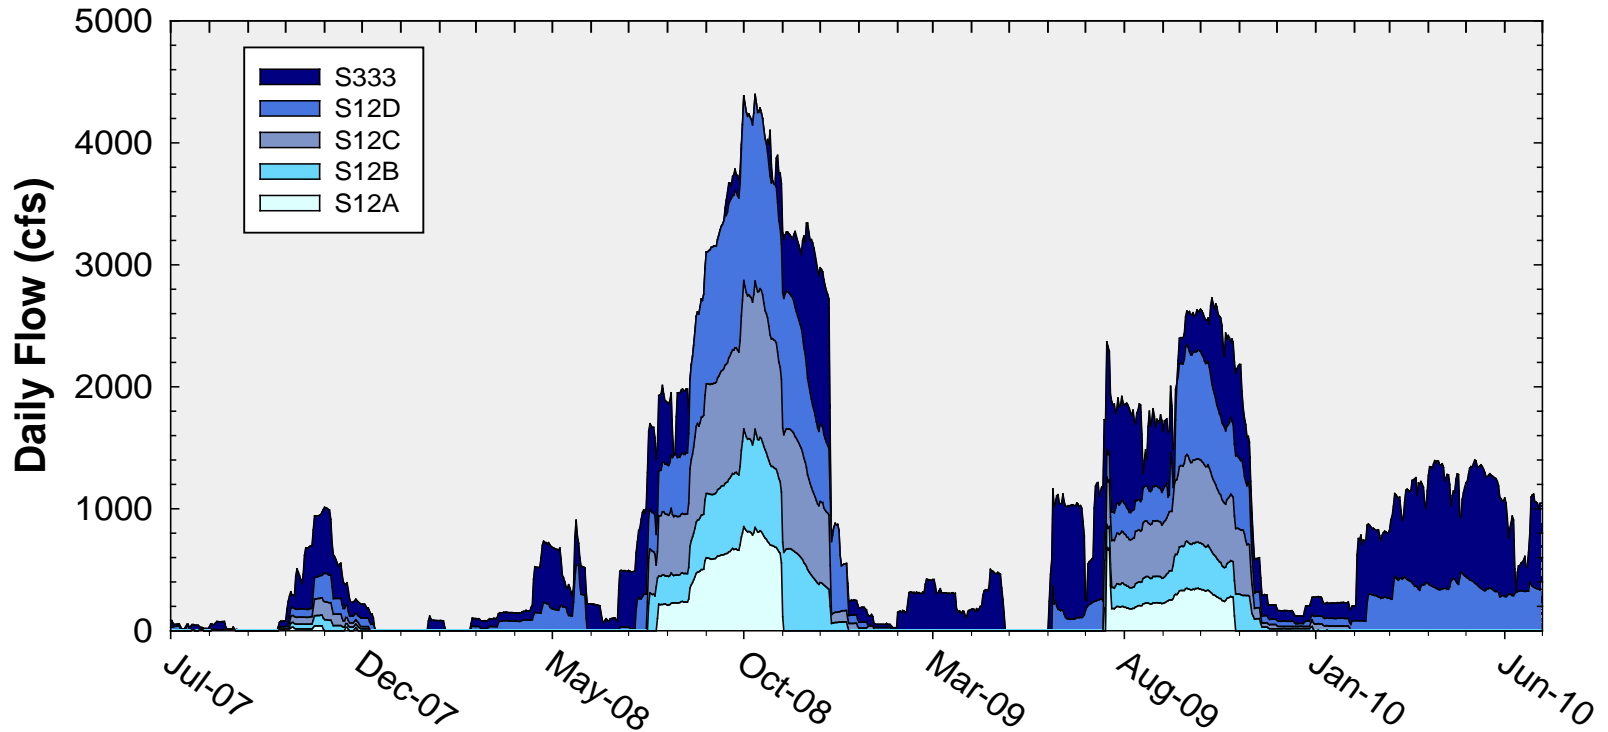 5000
4000
3000
2000
1000
0
Daily Flow (cfs)
S333
S12D
S12C
S12B
S12A
Jul-07
Dec-07
May-08
Oct-08
Mar-09
Aug-09
Jan-10
Jun-10